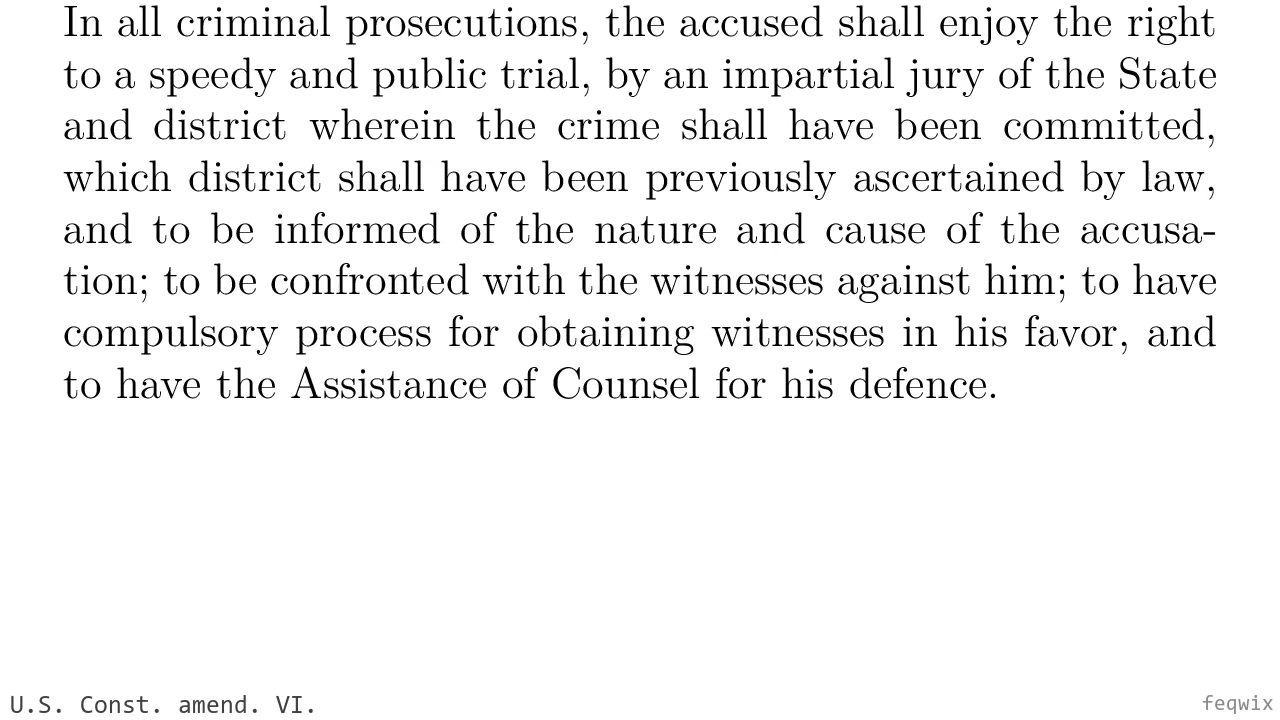 In all criminal prosecutions, the accused shall enjoy the right
to a speedy and public trial, by an impartial jury of the State
and district wherein the crime shall have been committed,
which district shall have been previously ascertained by law,
and to be informed of the nature and cause of the accusa-
tion; to be confronted with the witnesses against him; to have
compulsory process for obtaining witnesses in his favor, and
to have the Assistance of Counsel for his defence.
U.S. Const. amend. VI.
feqwix